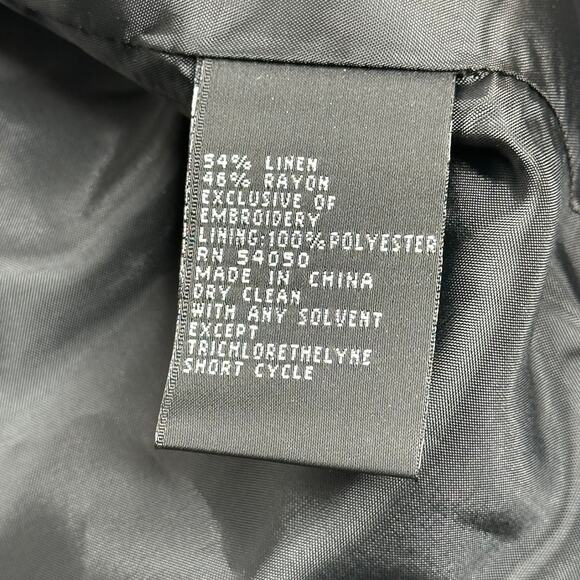 54% LINEN
46% RAYON
EXCLUSIVE OF
EMBROIDERY
LINING:100%POLYESTER
RN 54050
MADE IN CHINA
DRY CLEAN
WITH ANY SOLVENT
EXCEPT
TRICHLORETHELYNE
SHORT CYCLE